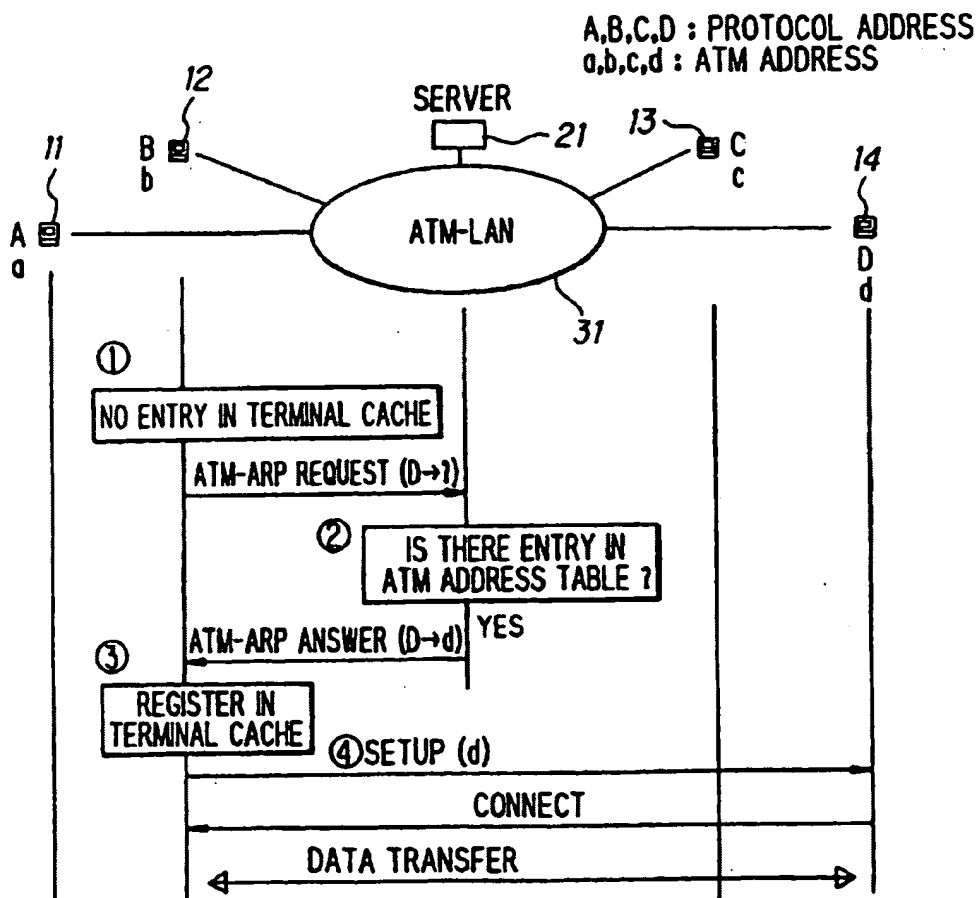 A,B,C,D : PROTOCOL ADDRESS
a,b,c,d : ATM ADDRESS
12
SERVER
13
11
B
21
C
14
b
c
A
ATM-LAN
a
D
d
31
①
NO ENTRY IN TERMINAL CACHE
ATM-ARP REQUEST (D→?)
②
IS THERE ENTRY IN
ATM ADDRESS TABLE ?
YES
ATM-ARP ANSWER (D→d)
③
REGISTER IN
TERMINAL CACHE
④ SETUP (d)
CONNECT
DATA TRANSFER